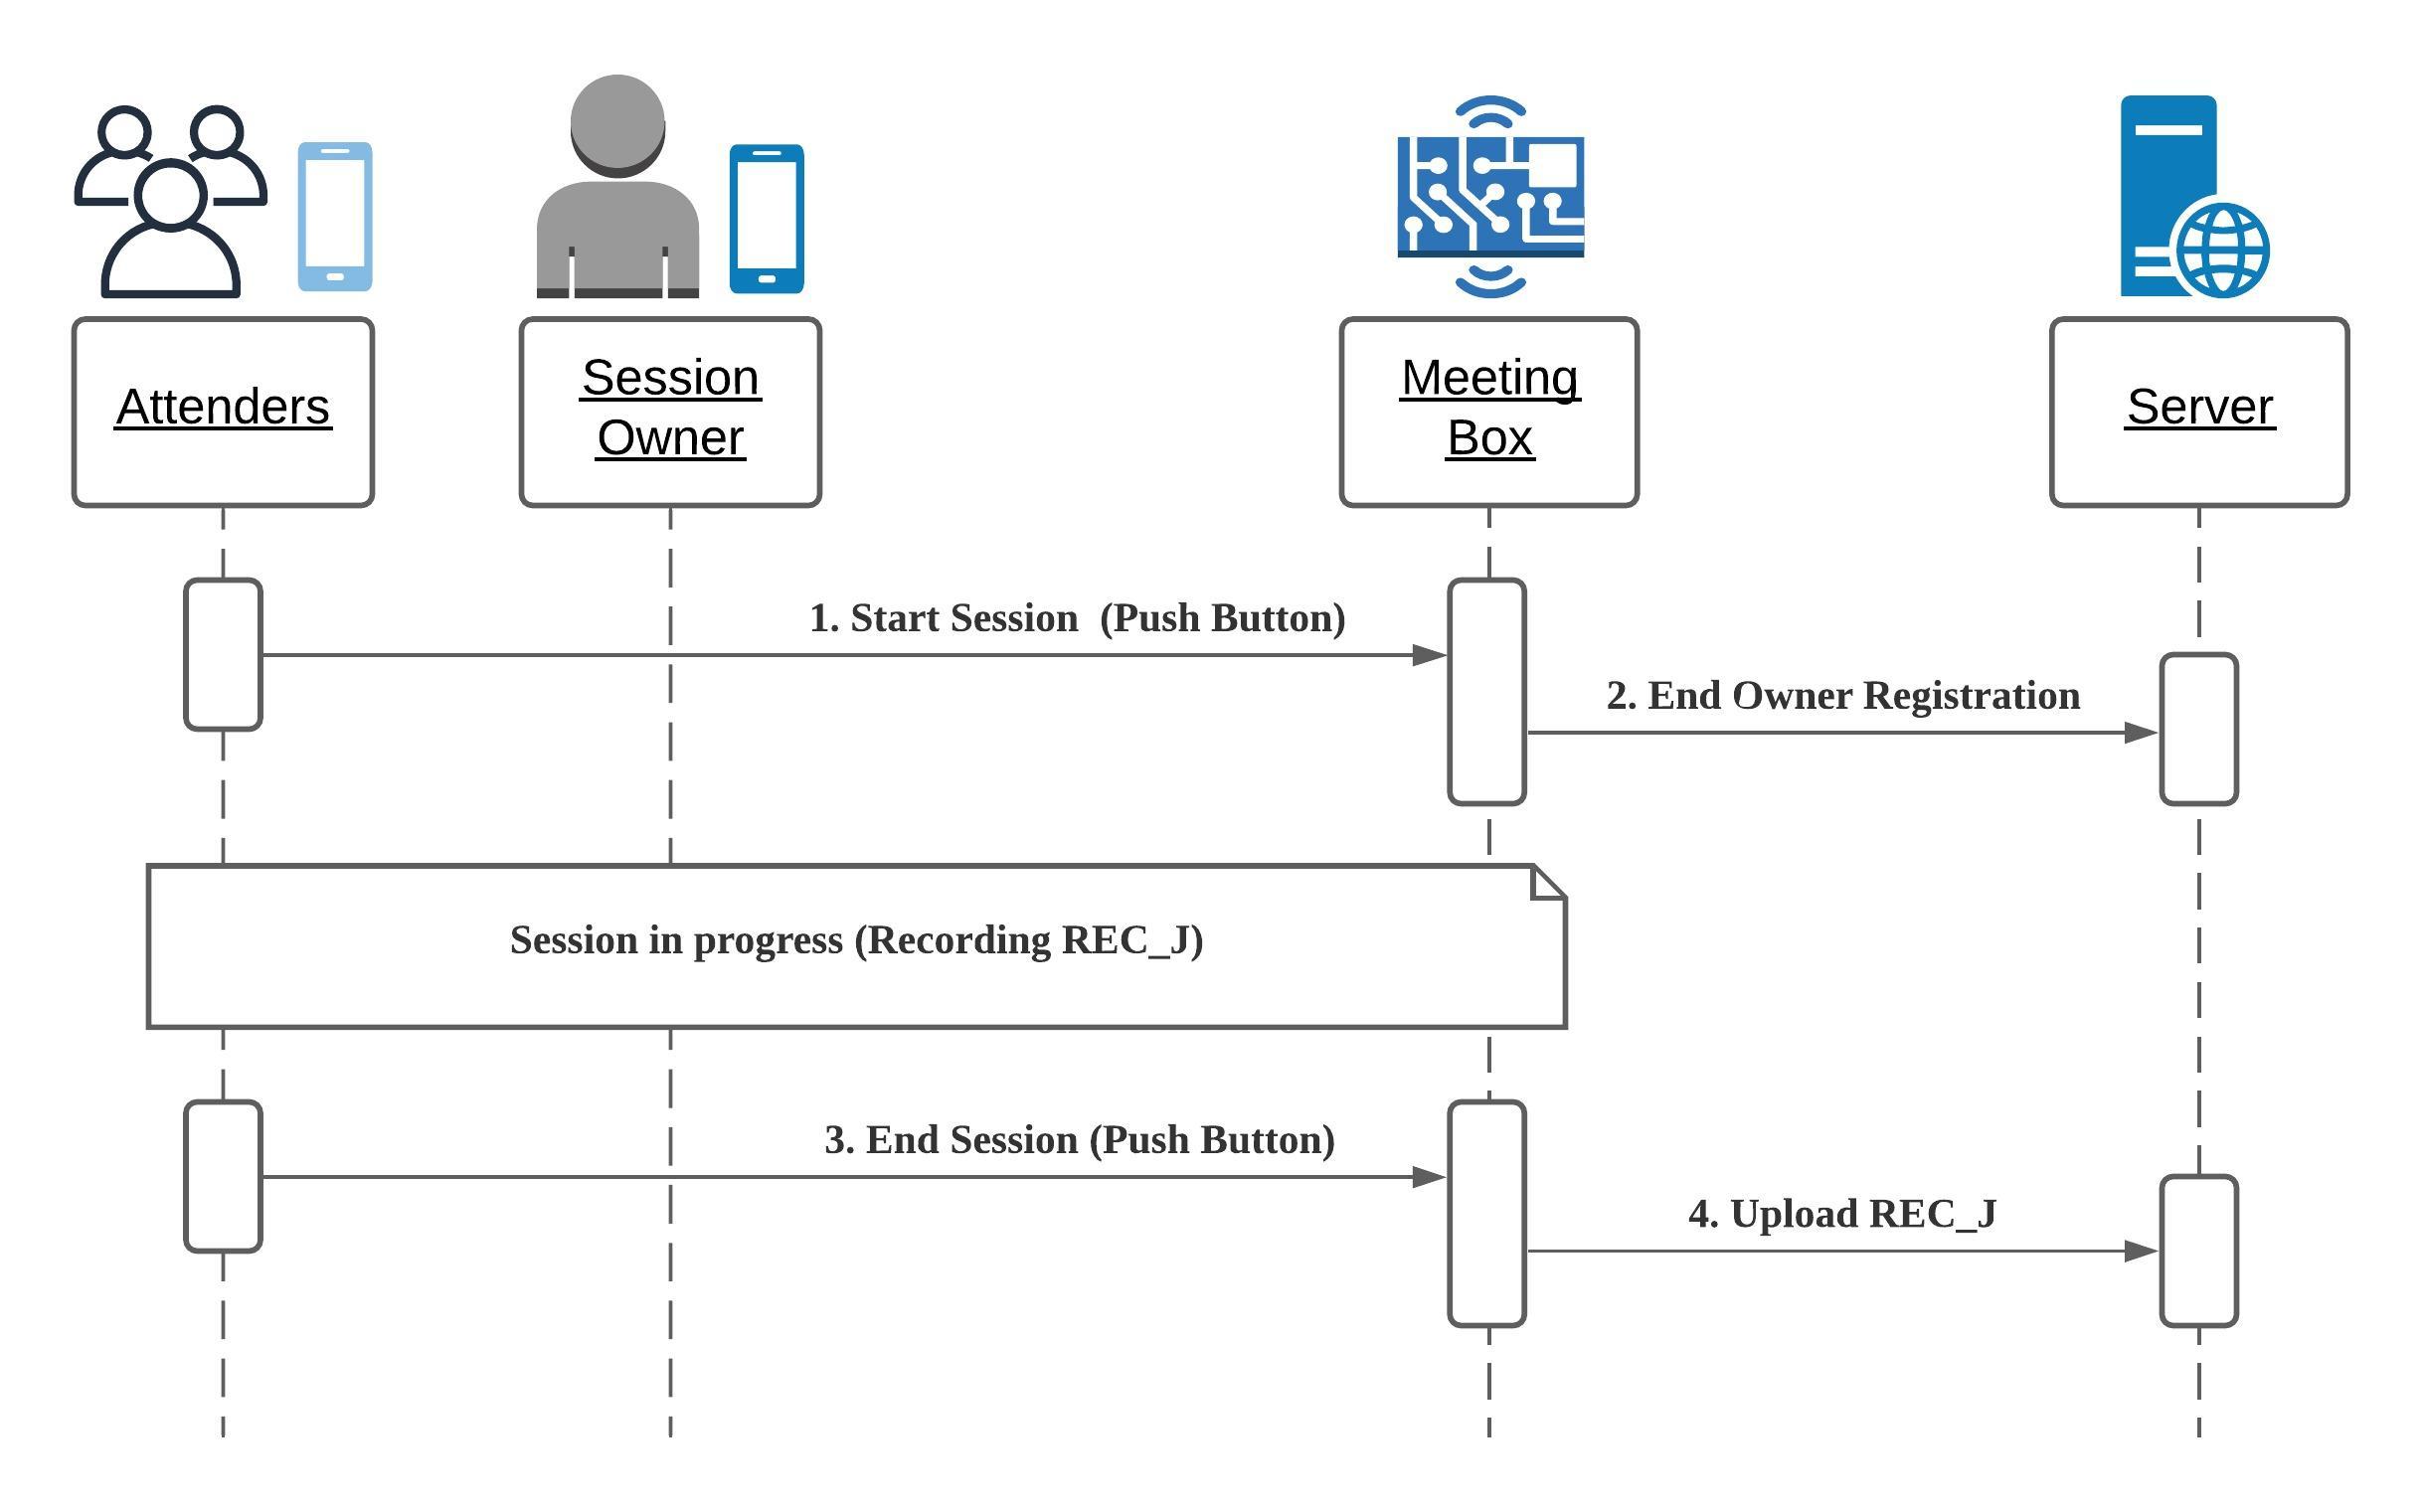 Attenders
Session
Owner
Meeting
Box
Server
1. Start Session  (Push Button)
2. End Owner Registration
Session in progress (Recording REC_J)
3. End Session (Push Button)
4. Upload REC_J